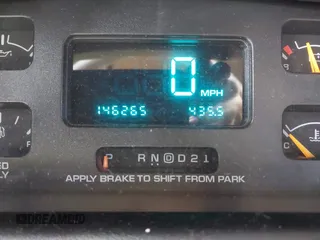 0 MPH
146265 435.5
P R N D D 2 1
APPLY BRAKE TO SHIFT FROM PARK